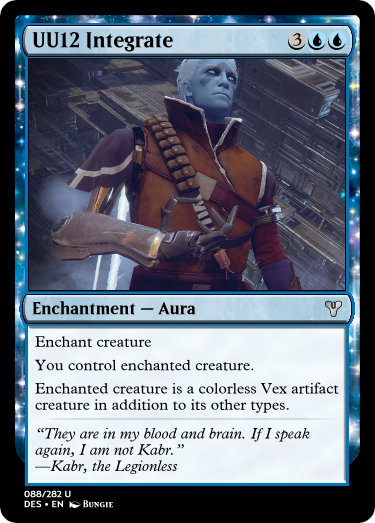 UU12 Integrate 3
Enchantment — Aura
Enchant creature
You control enchanted creature.
Enchanted creature is a colorless Vex artifact
creature in addition to its other types.
“They are in my blood and brain. If I speak
again, I am not Kabr.”
—Kabr, the Legionless
088/282 U
DES • EN Bungie